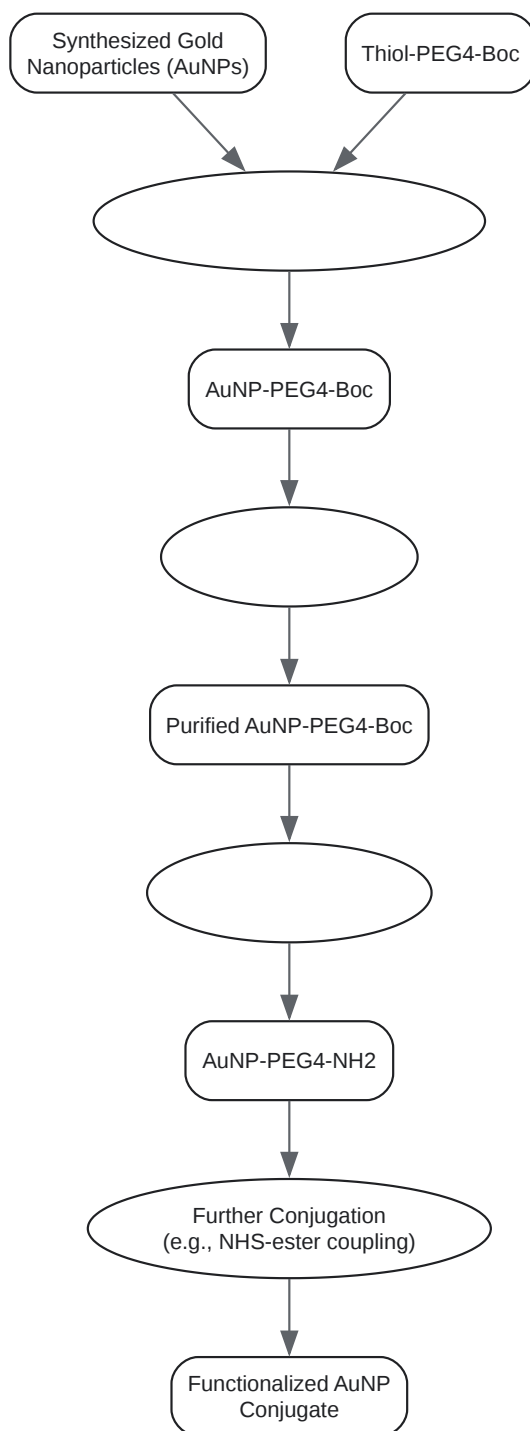 Synthesized Gold
Nanoparticles (AuNPs)
Thiol-PEG4-Boc
AuNP-PEG4-Boc
Purified AuNP-PEG4-Boc
AuNP-PEG4-NH2
Further Conjugation
(e.g., NHS-ester coupling)
Functionalized AuNP
Conjugate